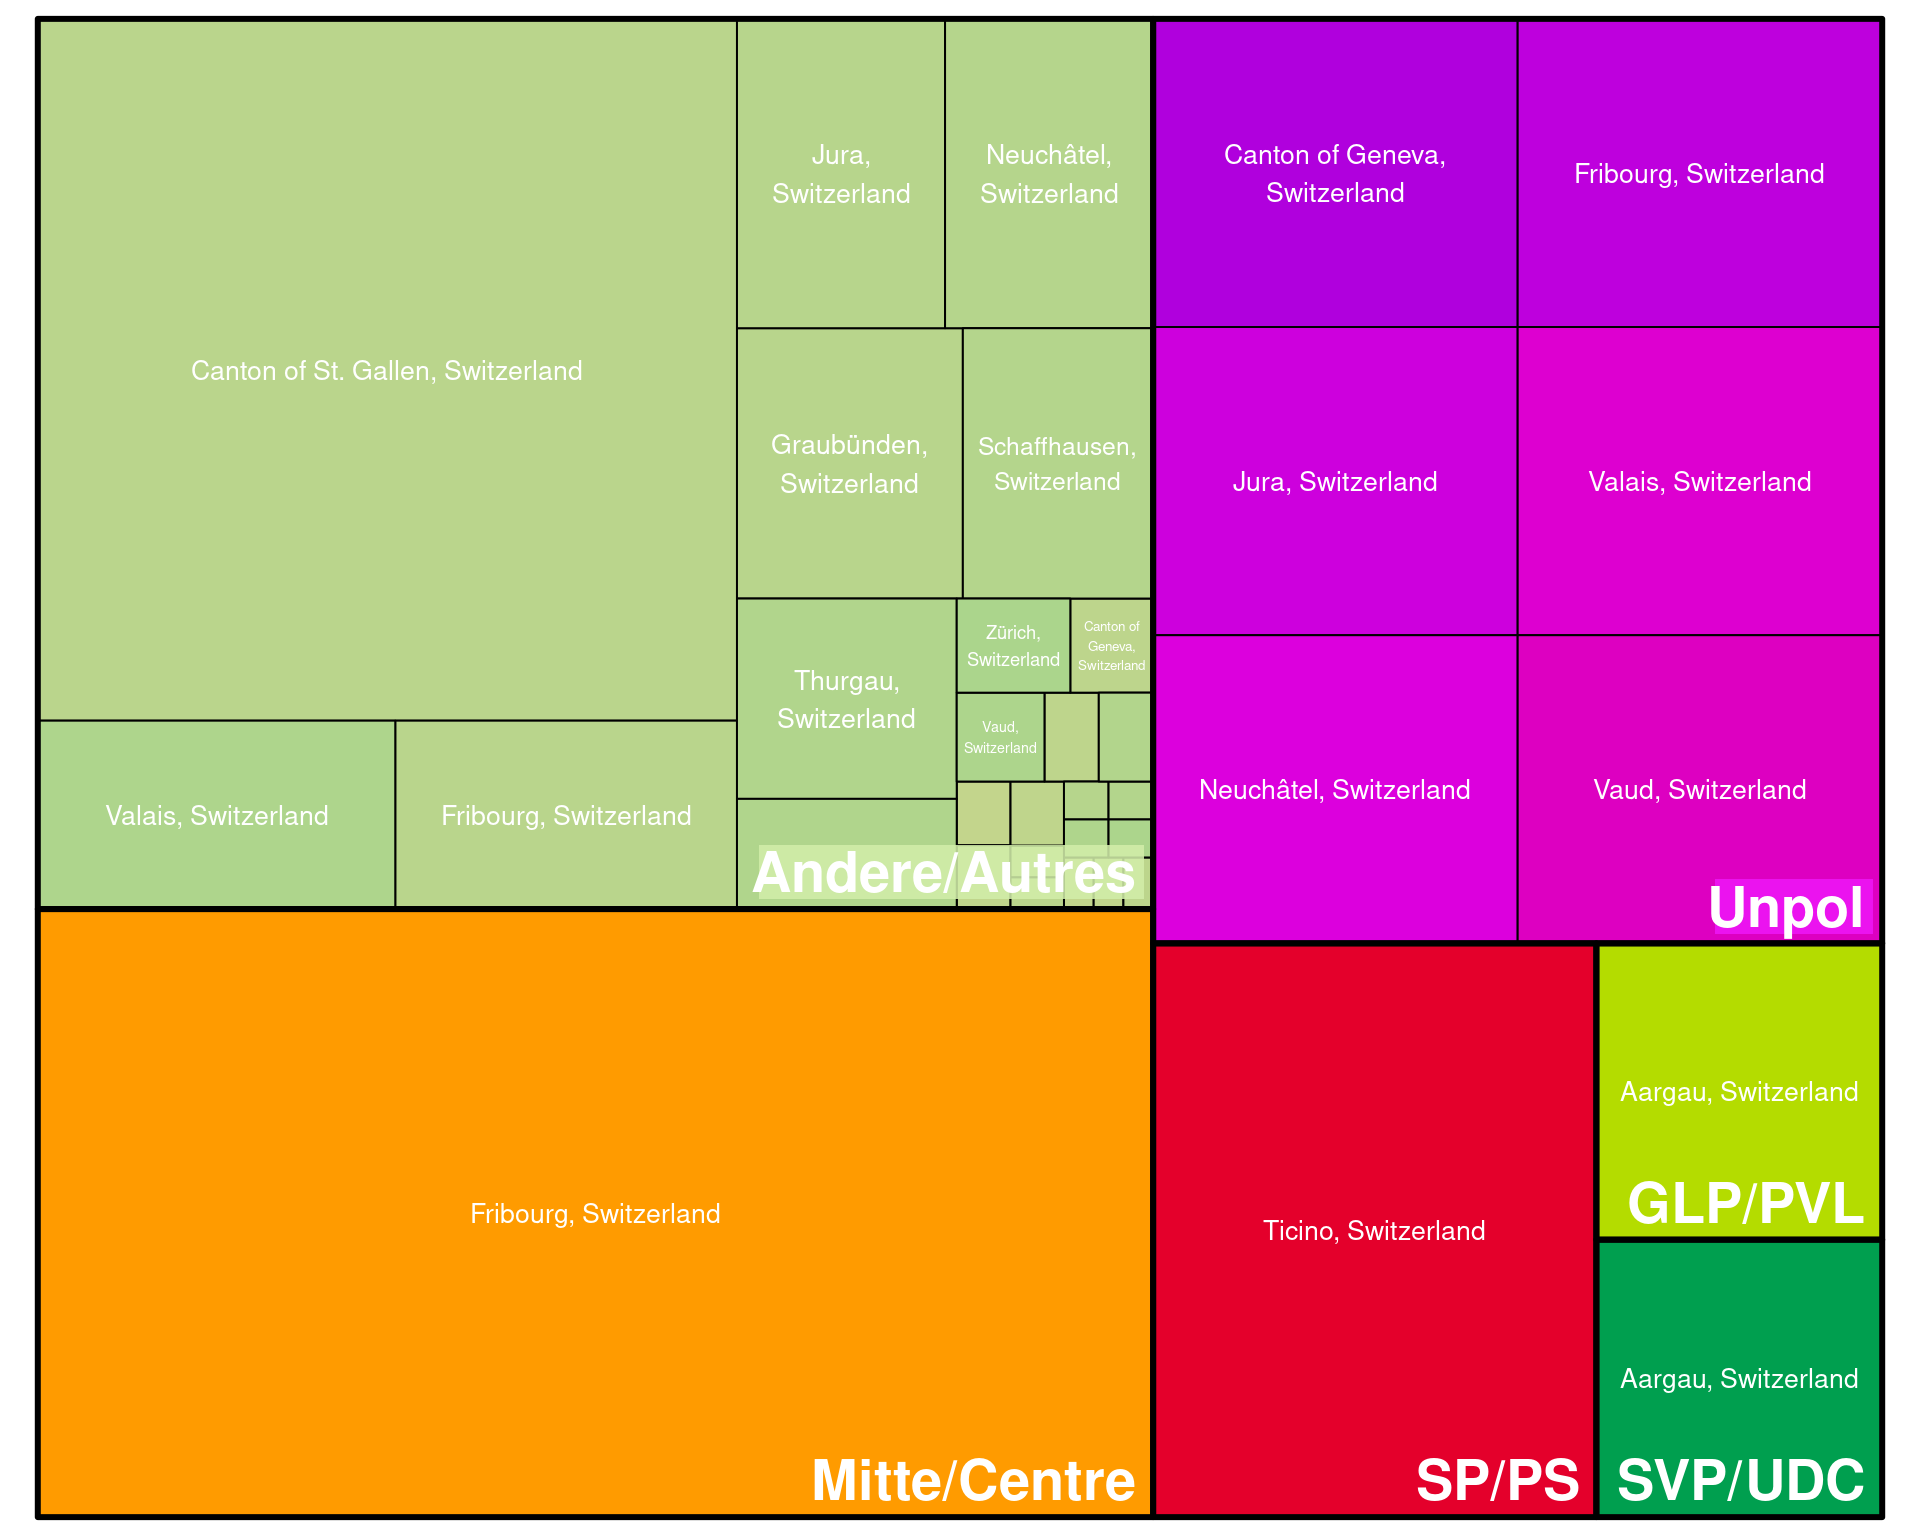 Canton of St. Gallen, Switzerland
Jura,
Switzerland
Neuchâtel,
Switzerland
Graubünden,
Switzerland
Schaffhausen,
Switzerland
Thurgau,
Switzerland
Zürich,
Switzerland
Canton of
Geneva,
Switzerland
Vaud,
Switzerland
Valais, Switzerland
Fribourg, Switzerland
Andere/Autres
Canton of Geneva,
Switzerland
Fribourg, Switzerland
Jura, Switzerland
Valais, Switzerland
Neuchâtel, Switzerland
Vaud, Switzerland
Unpol
Fribourg, Switzerland
Mitte/Centre
Ticino, Switzerland
SP/PS
Aargau, Switzerland
GLP/PVL
Aargau, Switzerland
SVP/UDC